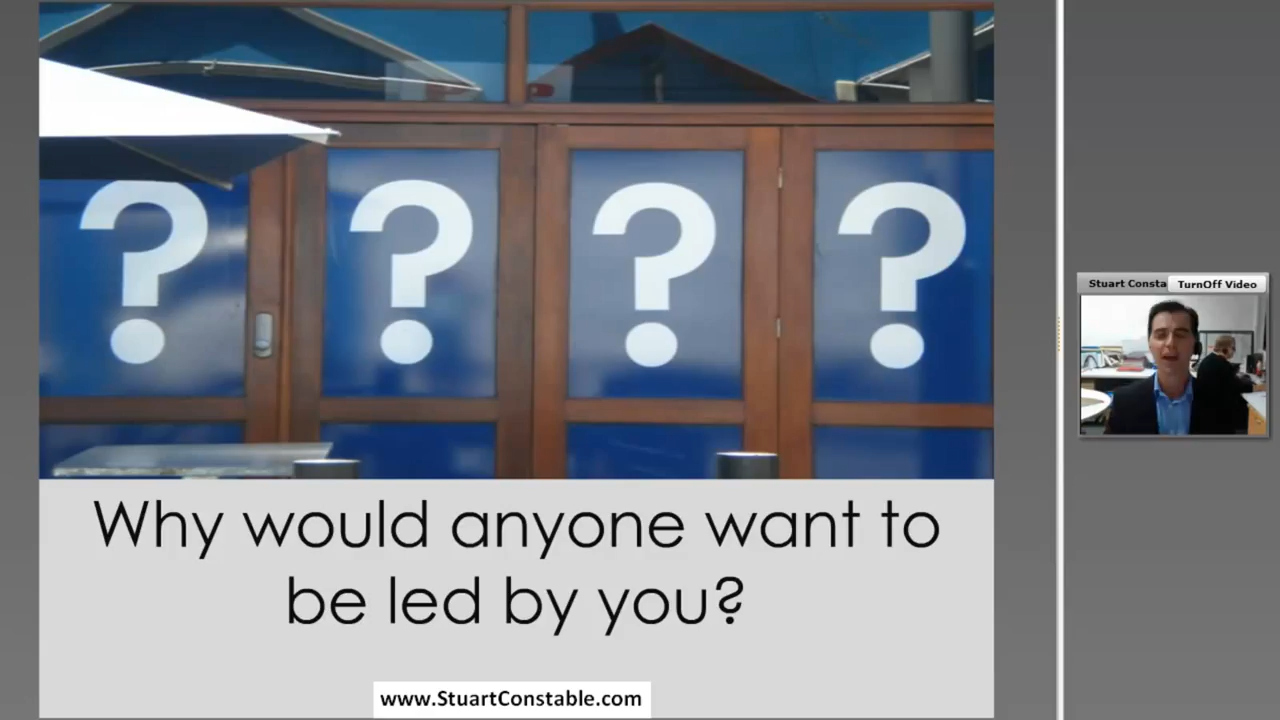 ? ? ? ?
Why would anyone want to
be led by you?
www.StuartConstable.com
Stuart Consta
TurnOff Video